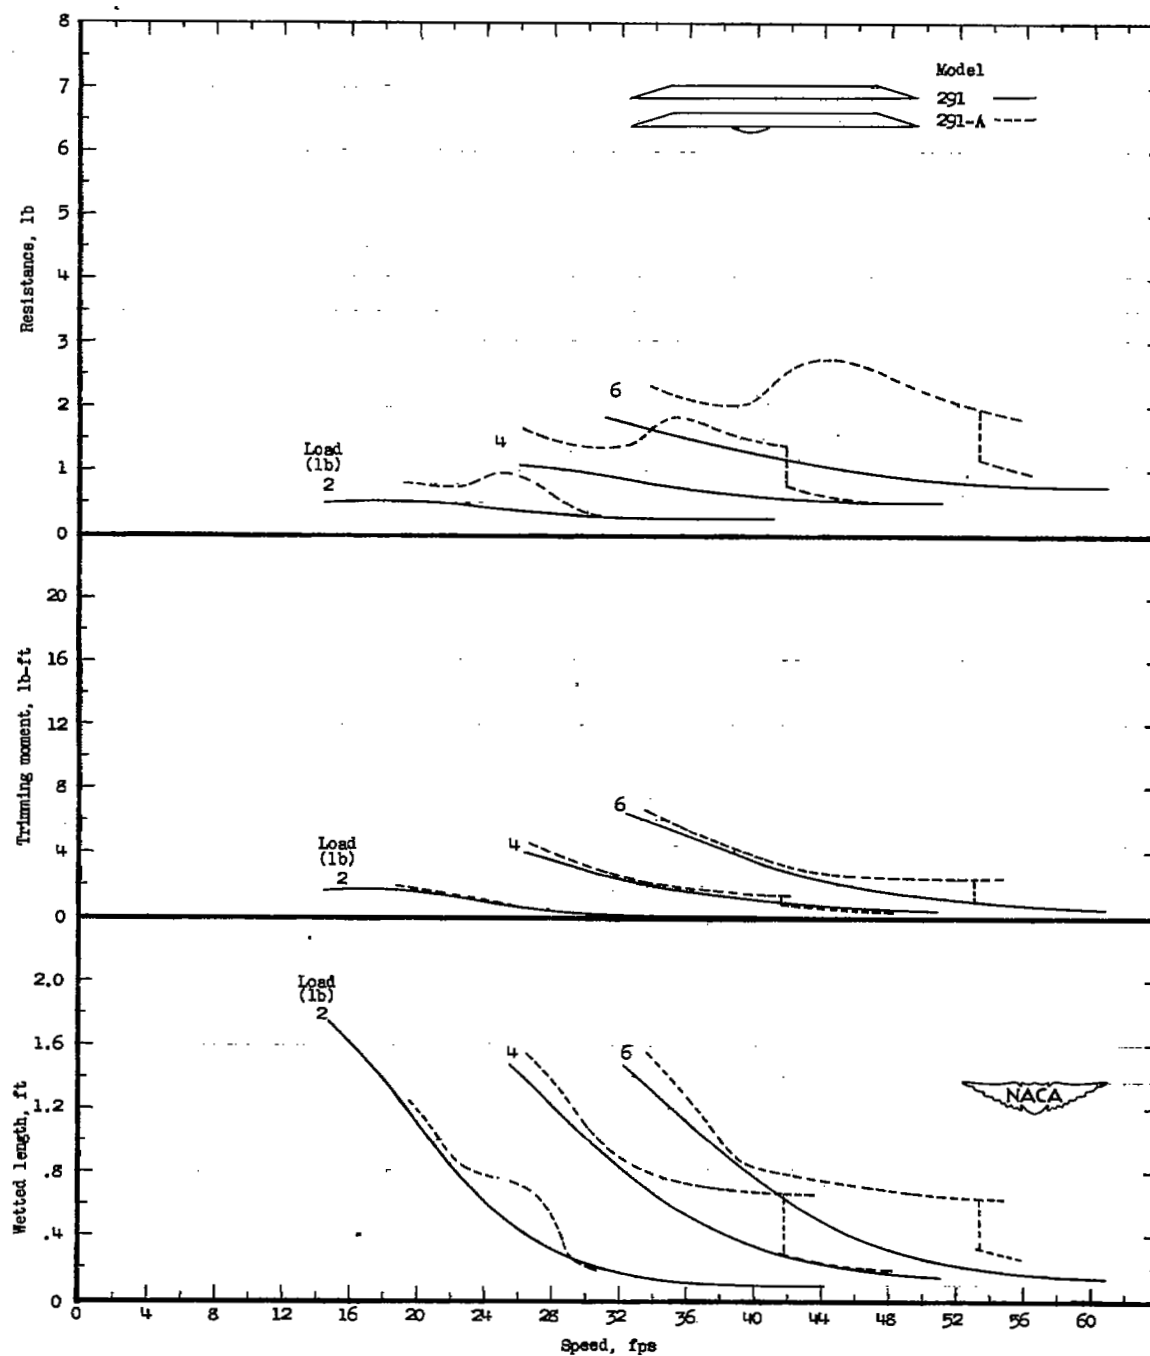 8
7
6
5
4
3
2
1
0
Resistance, lb
Model
291
291-A
6
4
Load
(lb)
2
20
16
12
8
4
0
Trimming moment, lb-ft
6
4
Load
(lb)
2
2.0
1.6
1.2
.8
.4
0
Wetted length, ft
Load
(lb)
2
4
6
NACA
0 4 8 12 16 20 24 28 32 36 40 44 48 52 56 60
Speed, fps